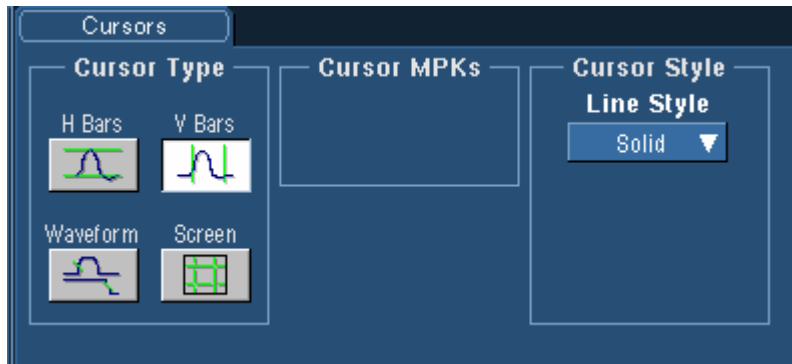 Cursors
Cursor Type
H Bars
V Bars
Waveform
Screen
Cursor MPKs
Cursor Style
Line Style
Solid